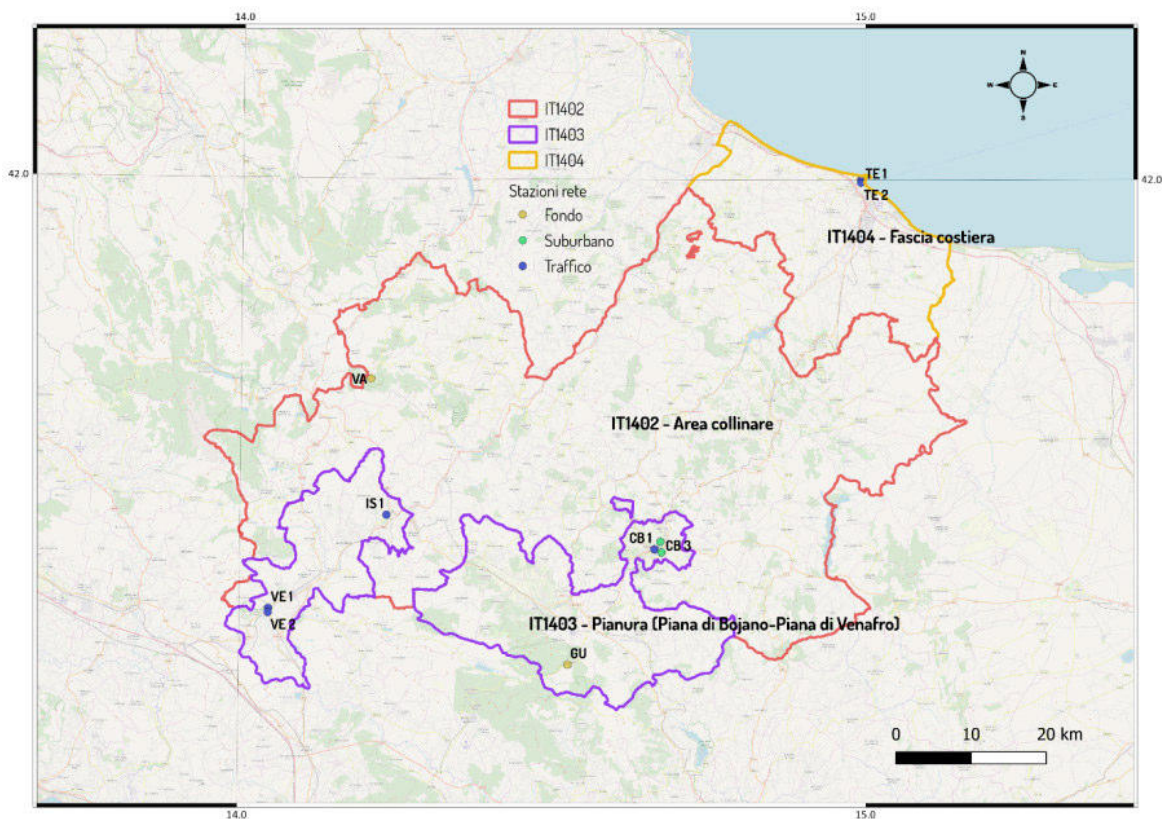 14.0
15.0
N
W
E
S
IT1402
IT1403
IT1404
42.0
42.0
Stazioni rete
Fondo
Suburbano
Traffico
TE 1
TE 2
IT1404 - Fascia costiera
VA
IT1402 - Area collinare
IS 1
CB 1
CB 3
VE 1
VE 2
IT1403 - Pianura (Piana di Bojano-Piana di Venafro)
GU
0
10
20 km
14.0
15.0